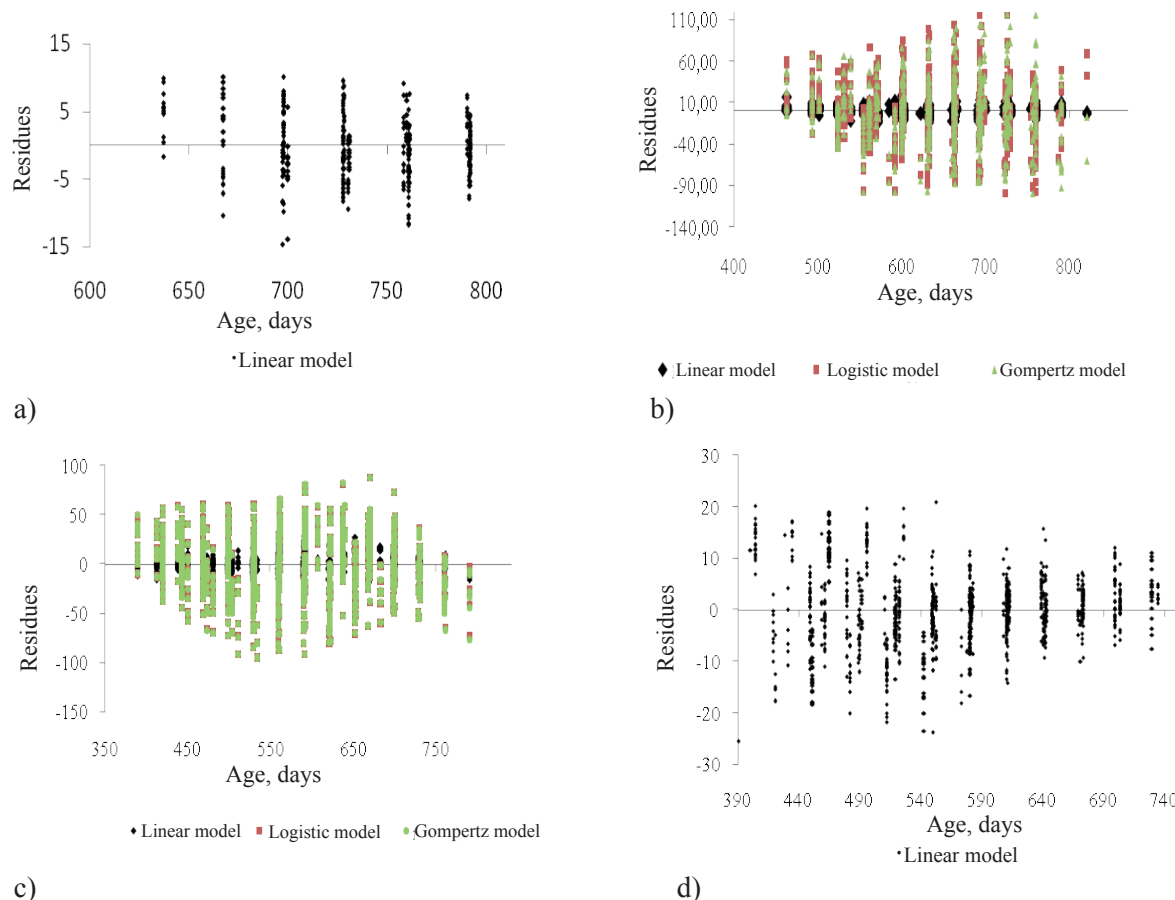 15
5
-5
-15
Residues
600 650 700 750 800
Age, days
Linear model
a)
110,00
60,00
10,00
-40,00
-90,00
-140,00
Residues
400 500 600 700 800
Age, days
Linear model Logistic model Gompertz model
b)
100
50
0
-50
-100
-150
Residues
350 450 550 650 750
Age, days
Linear model Logistic model Gompertz model
c)
30
20
10
0
-10
-20
-30
Residues
390 440 490 540 590 640 690 740
Age, days
Linear model
d)